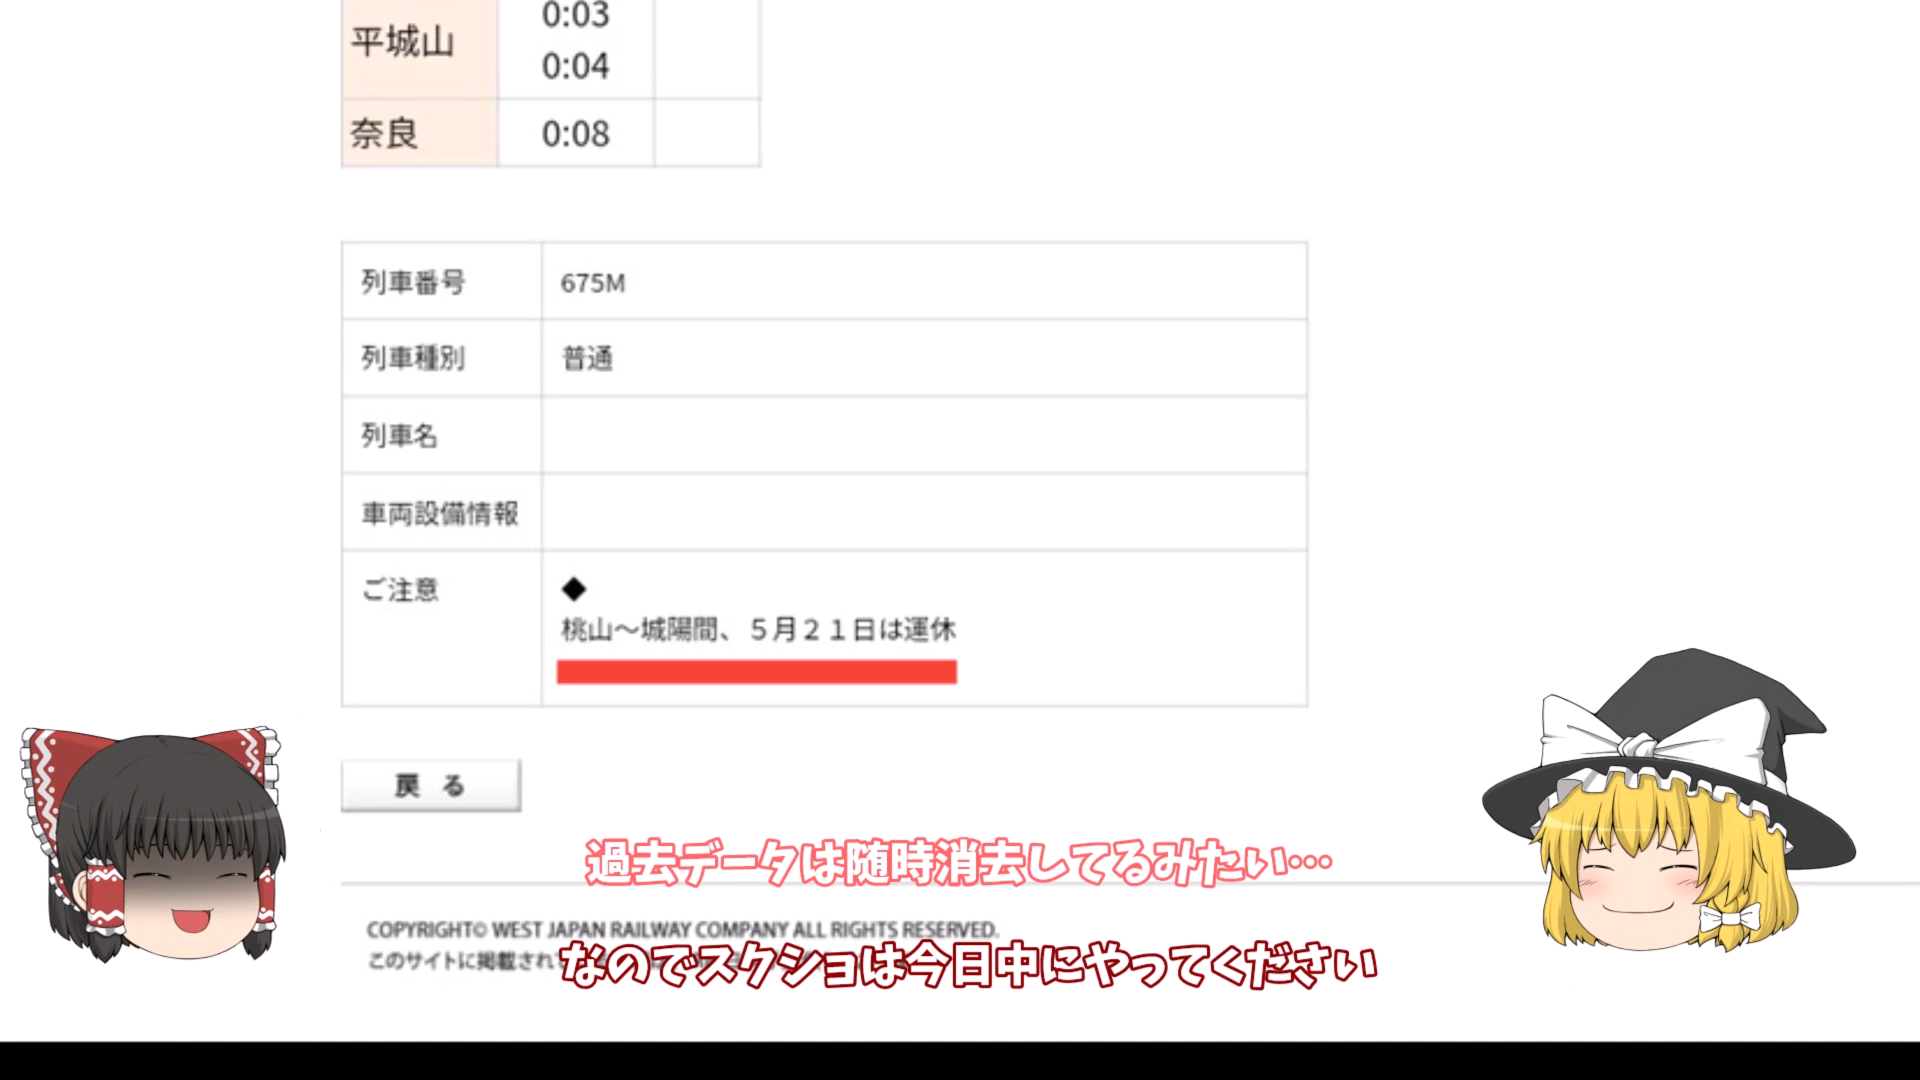 0:03
平城山
0:04
奈良 0:08
列車番号 675M
列車種別 普通
列車名
車両設備情報
ご注意 ◆
桃山～城陽間、５月２１日は運休
戻 る
過去データは随時消去してるみたい…
COPYRIGHT© WEST JAPAN RAILWAY COMPANY ALL RIGHTS RESERVED.
このサイトに掲載され
なのでスクショは今日中にやってください